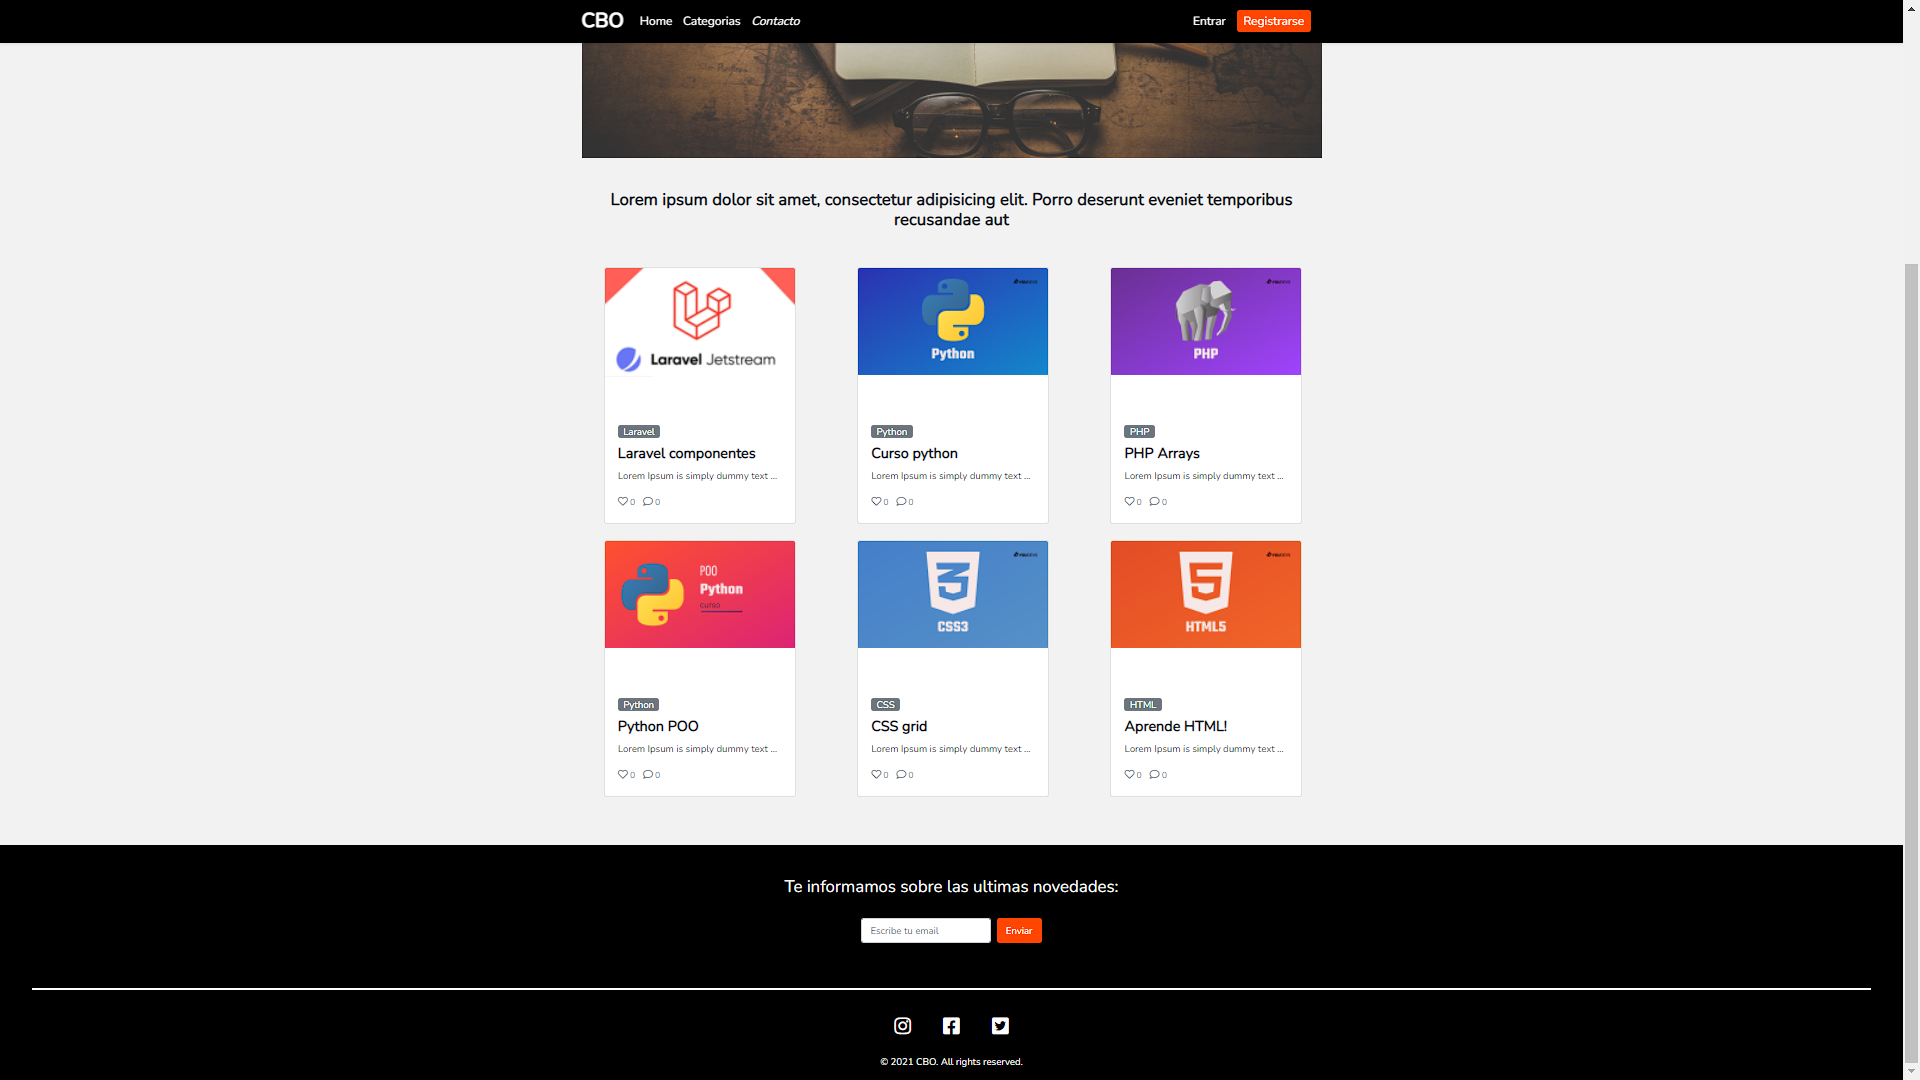 CBO Home Categorias Contacto Entrar Registrarse
Lorem ipsum dolor sit amet, consectetur adipisicing elit. Porro deserunt eveniet temporibus
recusandae aut
Laravel Jetstream
Laravel
Laravel componentes
Lorem Ipsum is simply dummy text ...
0 0
Python
Python
Curso python
Lorem Ipsum is simply dummy text ...
0 0
PHP
PHP
PHP Arrays
Lorem Ipsum is simply dummy text ...
0 0
POO
Python
curso
Python
Python POO
Lorem Ipsum is simply dummy text ...
0 0
CSS3
CSS
CSS grid
Lorem Ipsum is simply dummy text ...
0 0
HTML5
HTML
Aprende HTML!
Lorem Ipsum is simply dummy text ...
0 0
Te informamos sobre las ultimas novedades:
Escribe tu email Enviar
© 2021 CBO. All rights reserved.